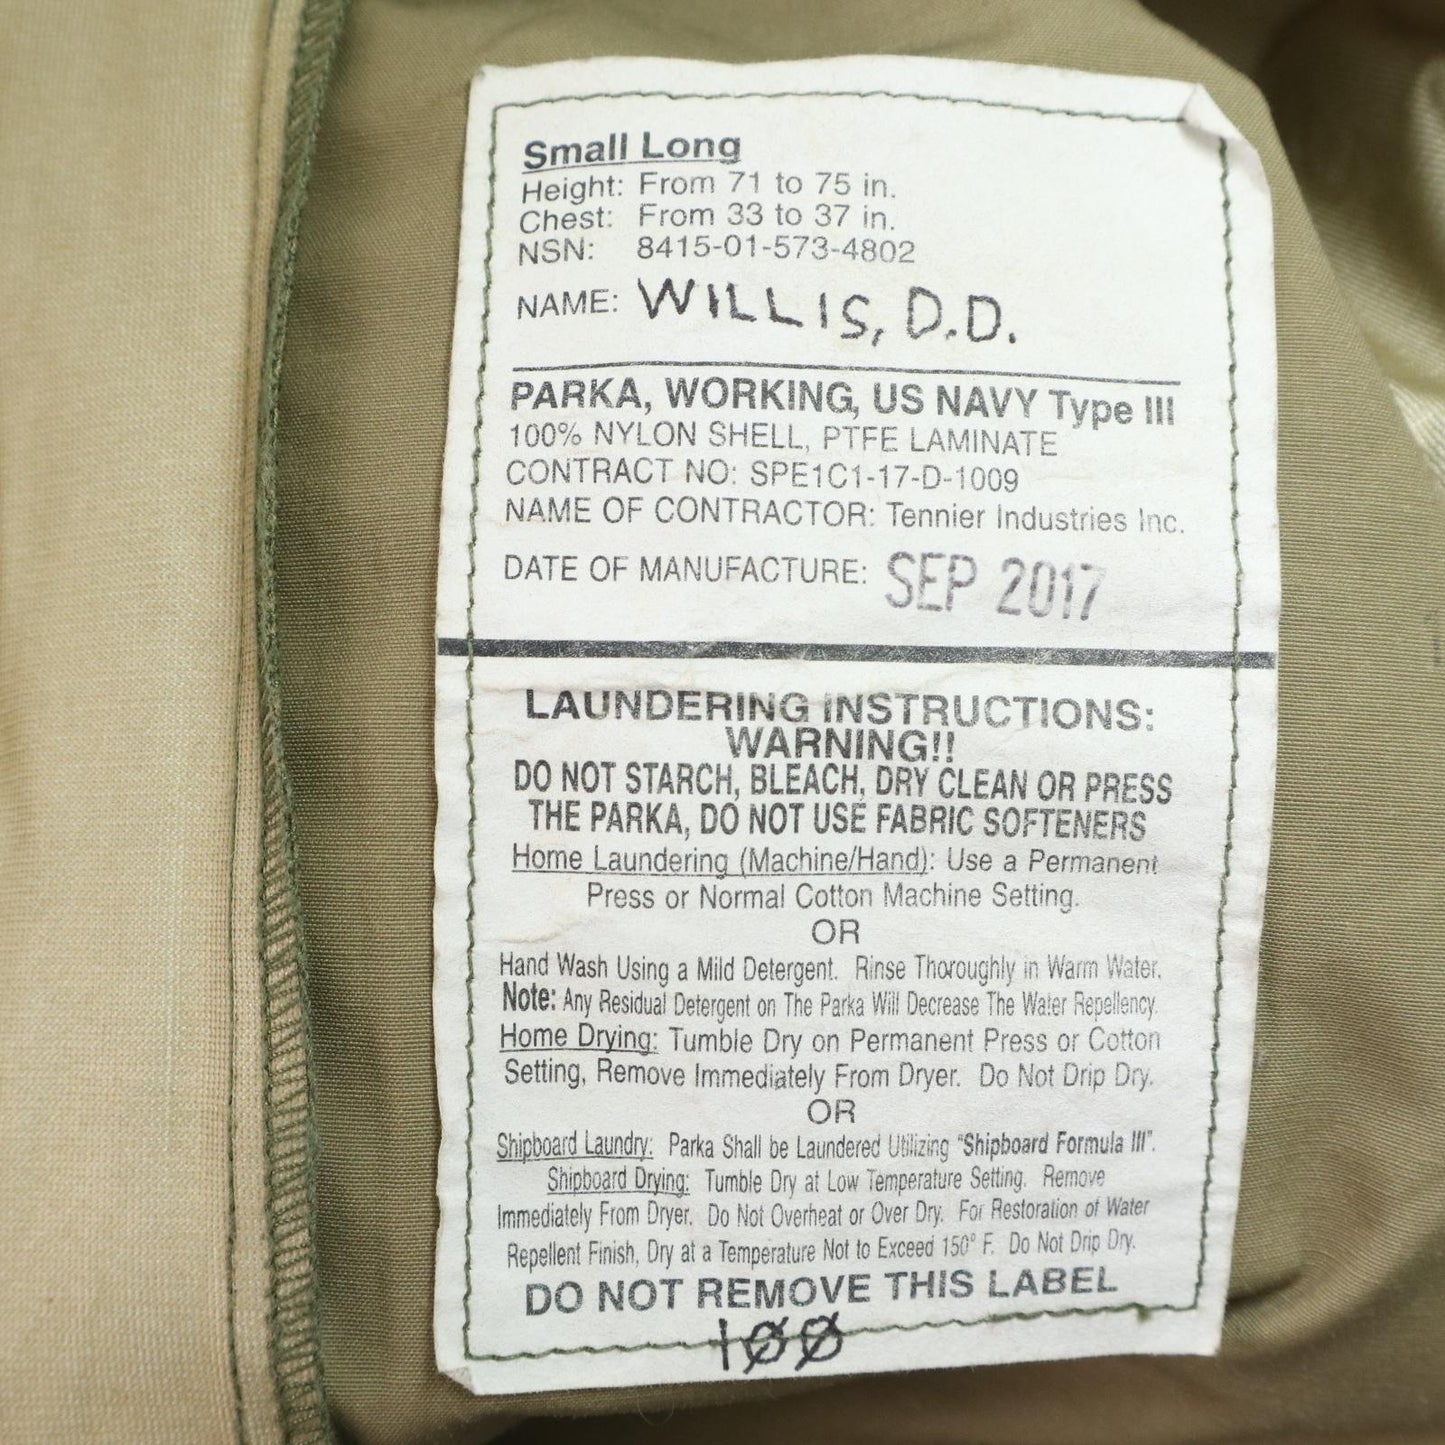 Small Long
Height: From 71 to 75 in.
Chest: From 33 to 37 in.
NSN: 8415-01-573-4802
NAME: WILLIS, D.D.
PARKA, WORKING, US NAVY Type III
100% NYLON SHELL, PTFE LAMINATE
CONTRACT NO: SPE1C1-17-D-1009
NAME OF CONTRACTOR: Tennier Industries Inc.
DATE OF MANUFACTURE: SEP 2017
LAUNDERING INSTRUCTIONS:
WARNING!!
DO NOT STARCH, BLEACH, DRY CLEAN OR PRESS
THE PARKA, DO NOT USE FABRIC SOFTENERS
Home Laundering (Machine/Hand): Use a Permanent
Press or Normal Cotton Machine Setting.
OR
Hand Wash Using a Mild Detergent. Rinse Thoroughly in Warm Water.
Note: Any Residual Detergent on The Parka Will Decrease The Water Repellency.
Home Drying: Tumble Dry on Permanent Press or Cotton
Setting, Remove Immediately From Dryer. Do Not Drip Dry.
OR
Shipboard Laundry: Parka Shall be Laundered Utilizing "Shipboard Formula III".
Shipboard Drying: Tumble Dry at Low Temperature Setting. Remove
Immediately From Dryer. Do Not Overheat or Over Dry. For Restoration of Water
Repellent Finish, Dry at a Temperature Not to Exceed 150° F. Do Not Drip Dry.
DO NOT REMOVE THIS LABEL
100